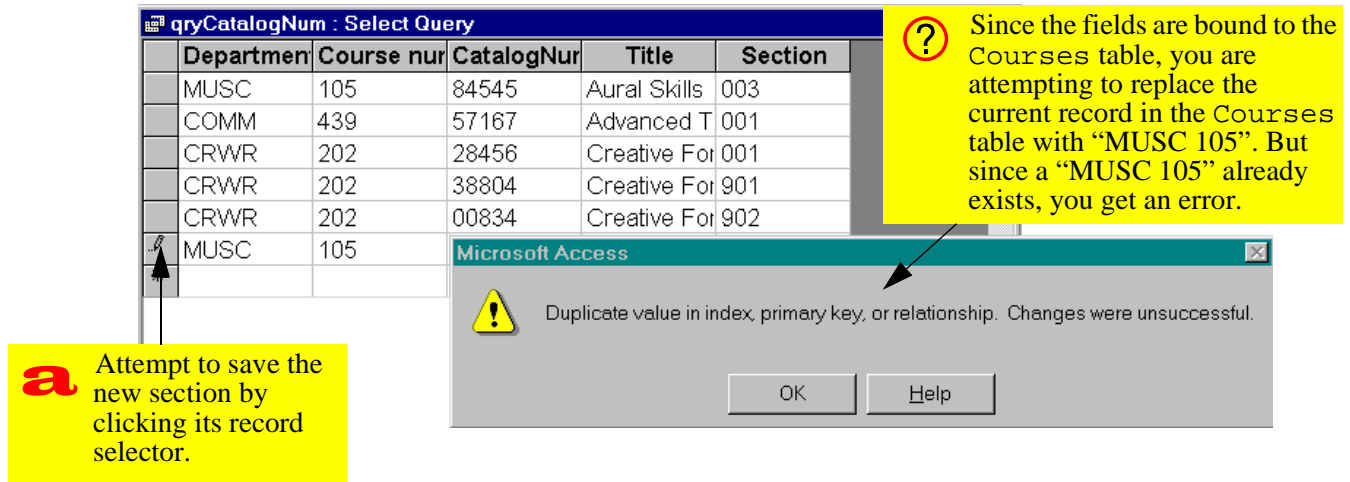 qryCatalogNum : Select Query
Departmen Course nur CatalogNur Title Section
MUSC 105 84545 Aural Skills 003
COMM 439 57167 Advanced T 001
CRWR 202 28456 Creative For 001
CRWR 202 38804 Creative For 901
CRWR 202 00834 Creative For 902
MUSC 105
? Since the fields are bound to the
Courses table, you are
attempting to replace the
current record in the Courses
table with “MUSC 105”. But
since a “MUSC 105” already
exists, you get an error.
Microsoft Access
Duplicate value in index, primary key, or relationship. Changes were unsuccessful.
OK Help
a Attempt to save the
new section by
clicking its record
selector.